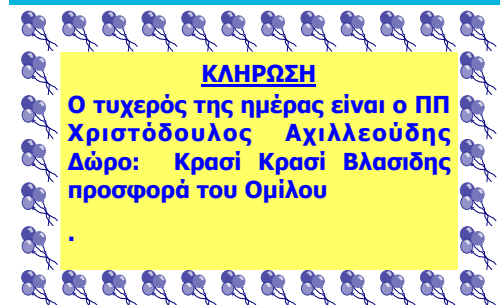 ΚΛΗΡΩΣΗ
Ο τυχερός της ημέρας είναι ο ΠΠ
Χριστόδουλος Αχιλλεούδης
Δώρο: Κρασί Κρασί Βλασιδης
προσφορά του Ομίλου
.